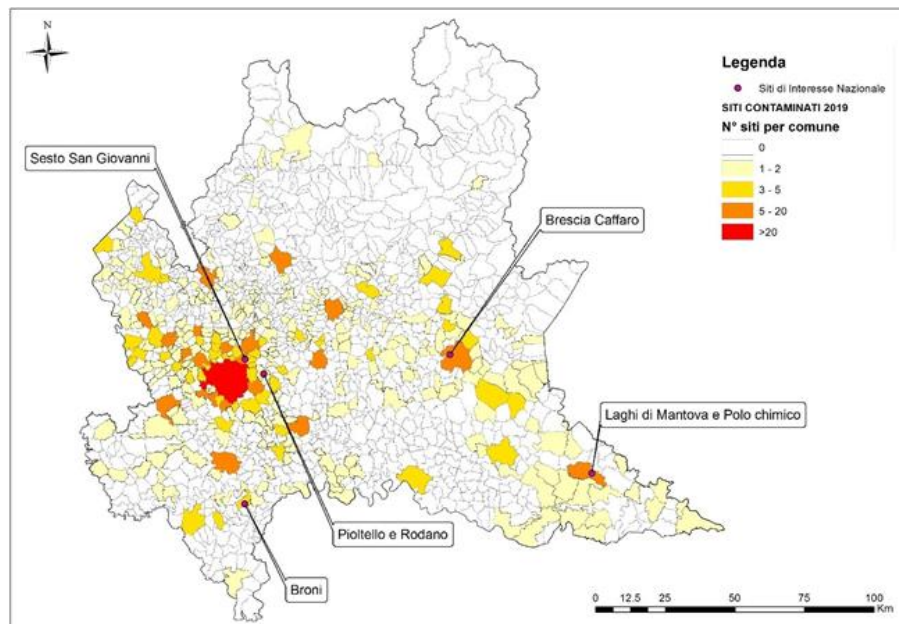 N
Legenda
Siti di Interesse Nazionale
SITI CONTAMINATI 2019
N° siti per comune
0
1 - 2
3 - 5
5 - 20
>20
Sesto San Giovanni
Brescia Caffaro
Laghi di Mantova e Polo chimico
Pioltello e Rodano
Broni
0 12.5 25 50 75 100
Km